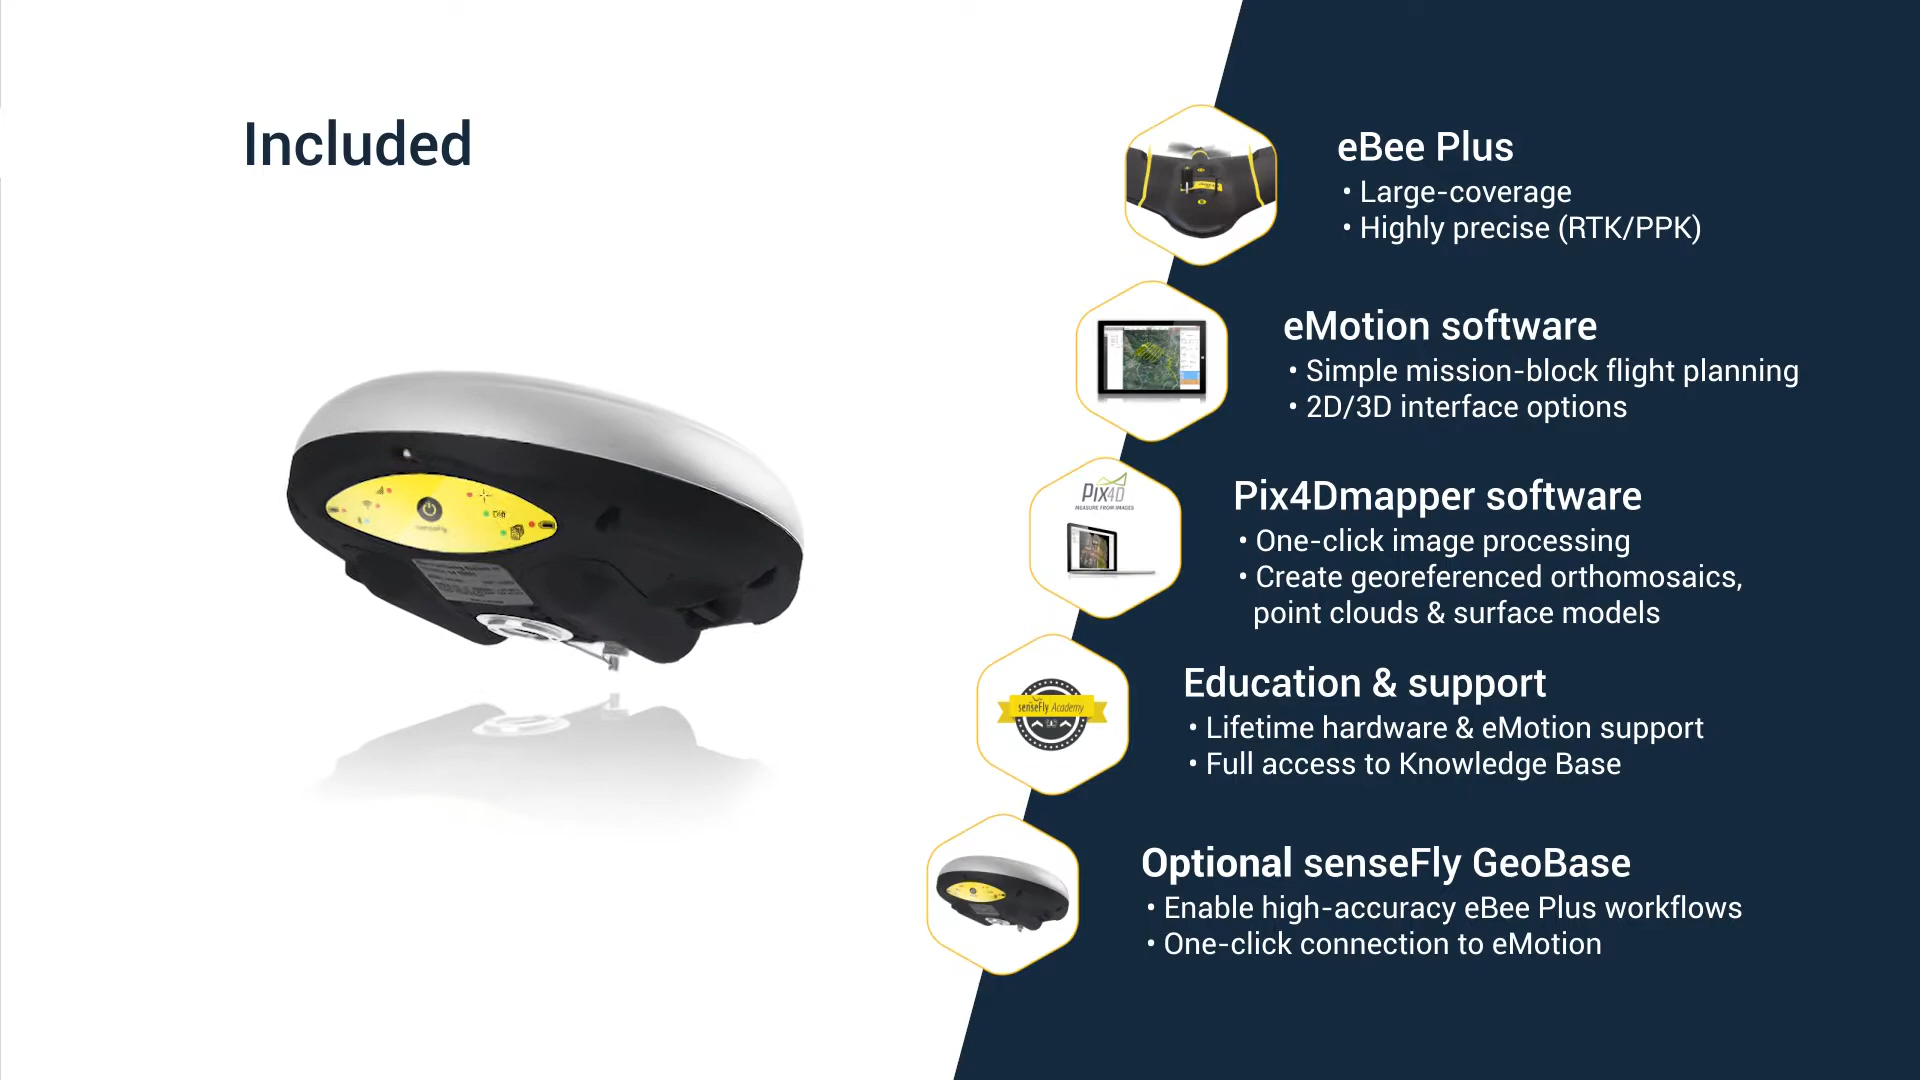 Included
eBee Plus
• Large-coverage
• Highly precise (RTK/PPK)
eMotion software
• Simple mission-block flight planning
• 2D/3D interface options
PIX4D
MEASURE FROM IMAGES
Pix4Dmapper software
• One-click image processing
• Create georeferenced orthomosaics,
point clouds & surface models
senseFly Academy
Education & support
• Lifetime hardware & eMotion support
• Full access to Knowledge Base
Optional senseFly GeoBase
• Enable high-accuracy eBee Plus workflows
• One-click connection to eMotion
senseFly